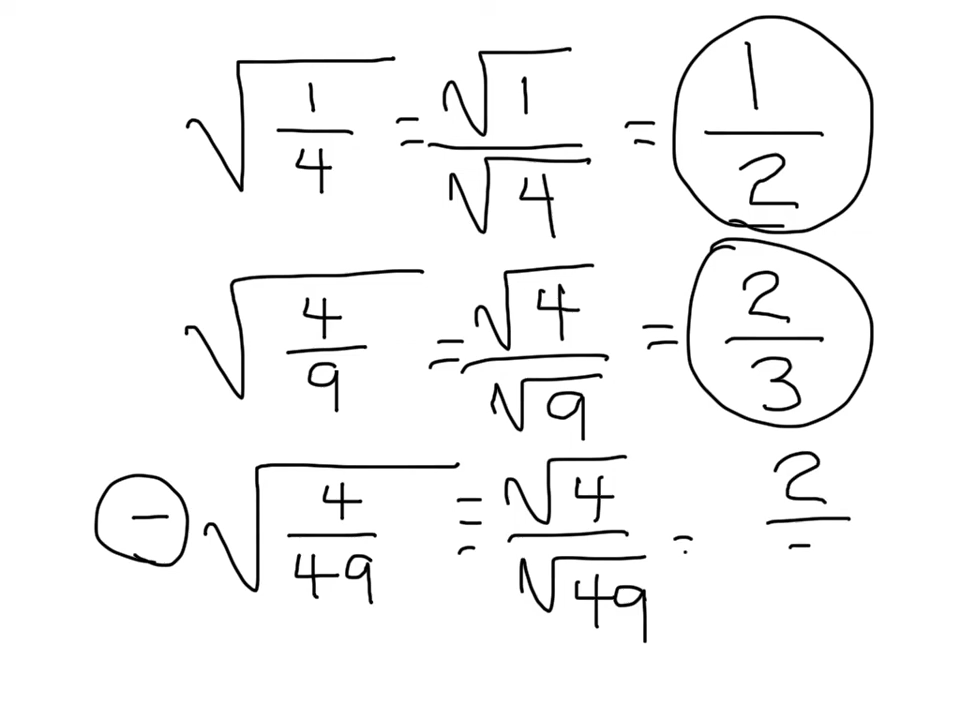 √(1/4) = √1/√4 = 1/2
√(4/9) = √4/√9 = 2/3
- √(4/49) = √4/√49 = 2/